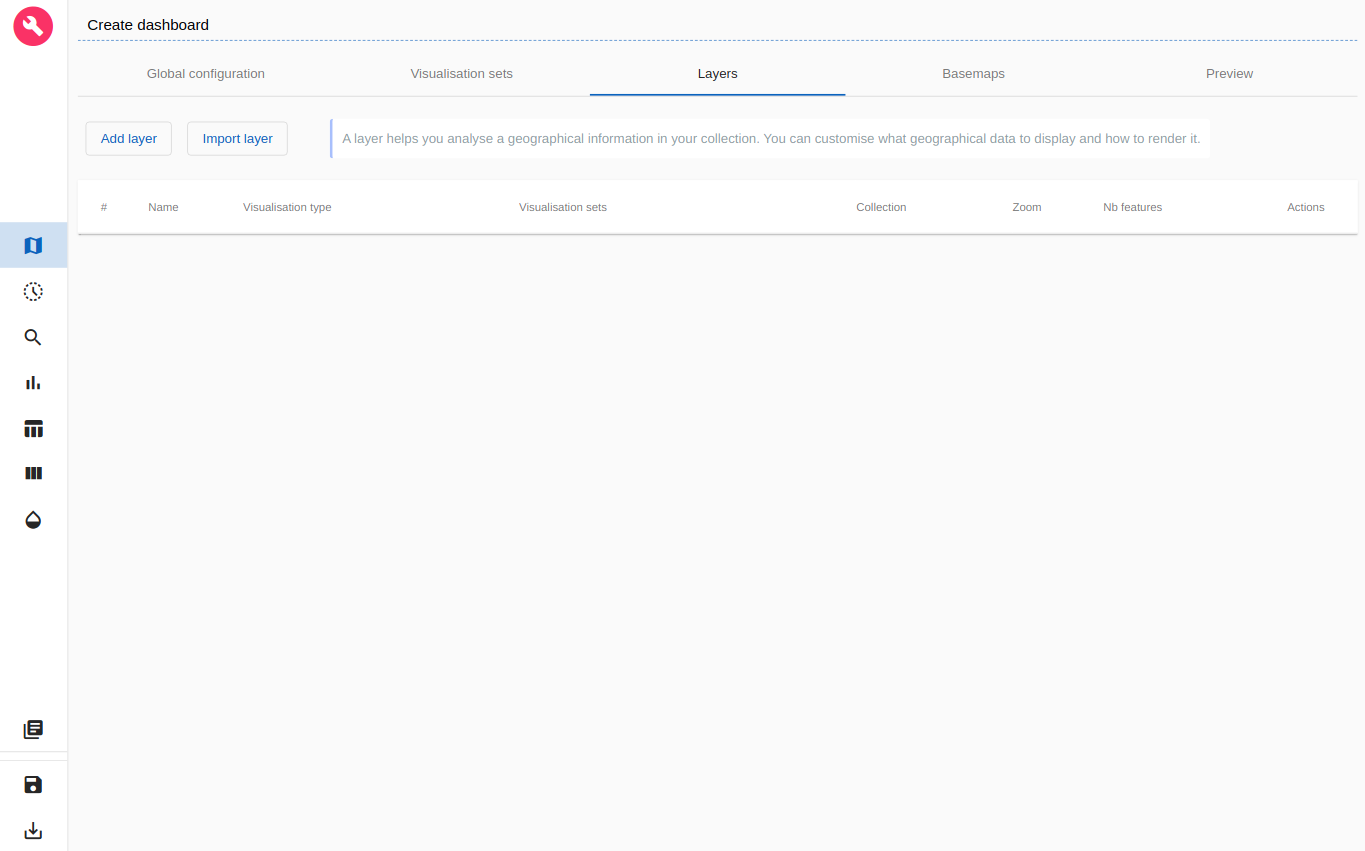 Create dashboard
Global configuration Visualisation sets Layers Basemaps Preview
Add layer Import layer A layer helps you analyse a geographical information in your collection. You can customise what geographical data to display and how to render it.
# Name Visualisation type Visualisation sets Collection Zoom Nb features Actions